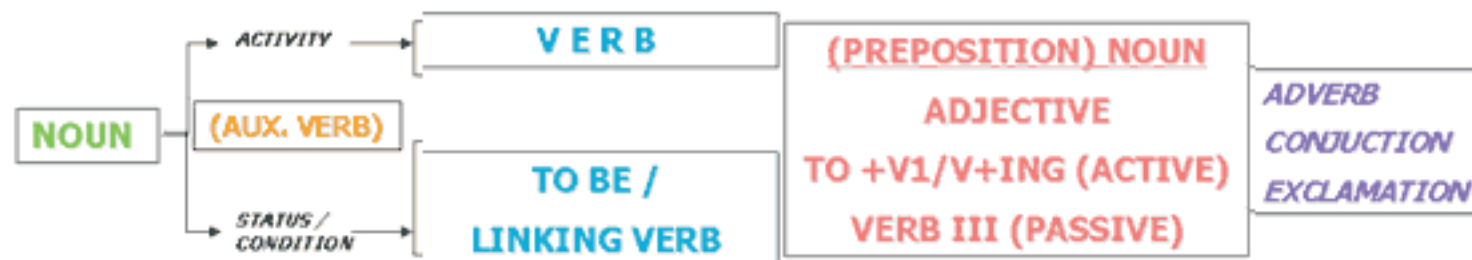 NOUN
ACTIVITY
(AUX. VERB)
STATUS /
CONDITION
V E R B
TO BE /
LINKING VERB
(PREPOSITION) NOUN
ADJECTIVE
TO +V1/V+ING (ACTIVE)
VERB III (PASSIVE)
ADVERB
CONJUCTION
EXCLAMATION